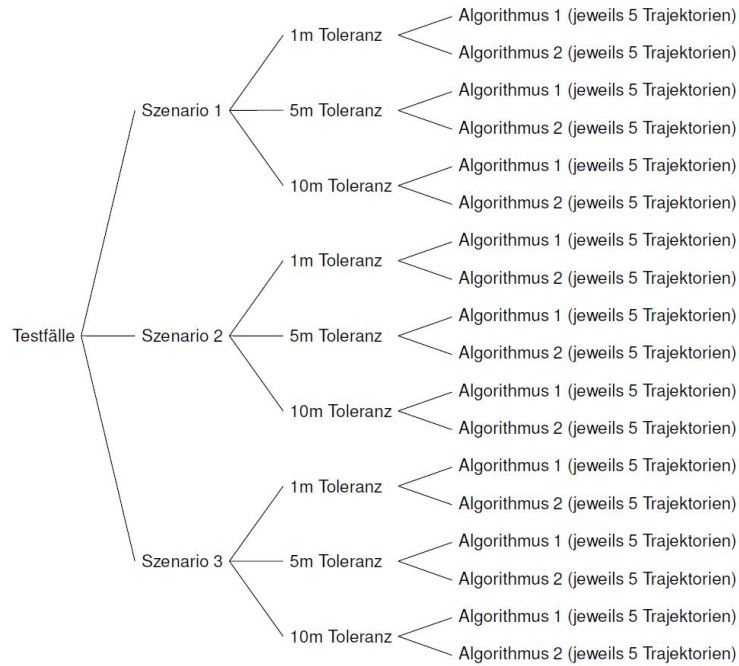 Testfälle
Szenario 1
1m Toleranz
Algorithmus 1 (jeweils 5 Trajektorien)
Algorithmus 2 (jeweils 5 Trajektorien)
5m Toleranz
Algorithmus 1 (jeweils 5 Trajektorien)
Algorithmus 2 (jeweils 5 Trajektorien)
10m Toleranz
Algorithmus 1 (jeweils 5 Trajektorien)
Algorithmus 2 (jeweils 5 Trajektorien)
Szenario 2
1m Toleranz
Algorithmus 1 (jeweils 5 Trajektorien)
Algorithmus 2 (jeweils 5 Trajektorien)
5m Toleranz
Algorithmus 1 (jeweils 5 Trajektorien)
Algorithmus 2 (jeweils 5 Trajektorien)
10m Toleranz
Algorithmus 1 (jeweils 5 Trajektorien)
Algorithmus 2 (jeweils 5 Trajektorien)
Szenario 3
1m Toleranz
Algorithmus 1 (jeweils 5 Trajektorien)
Algorithmus 2 (jeweils 5 Trajektorien)
5m Toleranz
Algorithmus 1 (jeweils 5 Trajektorien)
Algorithmus 2 (jeweils 5 Trajektorien)
10m Toleranz
Algorithmus 1 (jeweils 5 Trajektorien)
Algorithmus 2 (jeweils 5 Trajektorien)